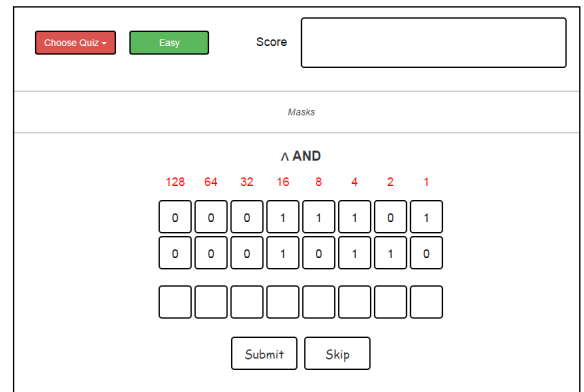 Choose Quiz Easy Score
Masks
∧ AND
128 64 32 16 8 4 2 1
0 0 0 1 1 1 0 1
0 0 0 1 0 1 1 0
Submit Skip